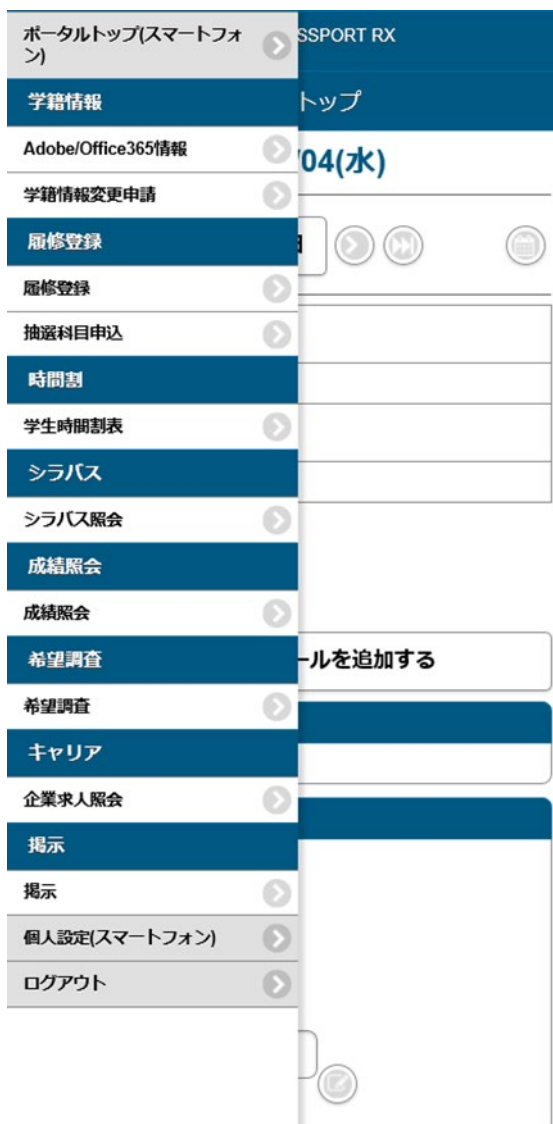 ポータルトップ(スマートフォ
ン)
学籍情報
Adobe/Office365情報
学籍情報変更申請
履修登録
履修登録
抽選科目申込
時間割
学生時間割表
シラバス
シラバス照会
成績照会
成績照会
希望調査
希望調査
キャリア
企業求人照会
掲示
掲示
個人設定(スマートフォン)
ログアウト
SSPORT RX
トップ
04(水)
ールを追加する